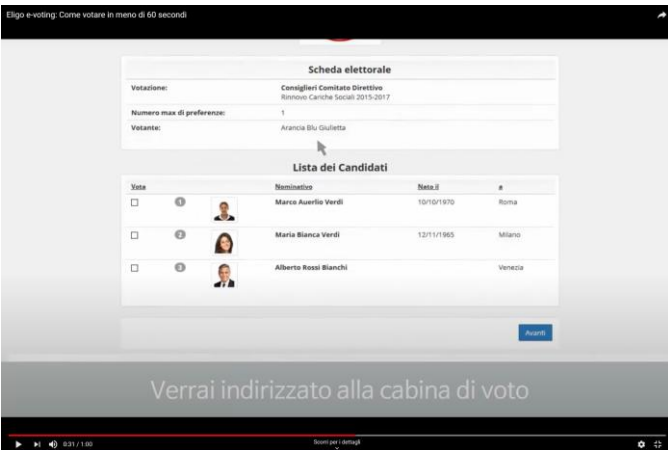 Eligo e-voting: Come votare in meno di 60 secondi
Scheda elettorale
Votazione: Consiglieri Comitato Direttivo
Rinnovo Cariche Sociali 2015-2017
Numero max di preferenze: 1
Votante: Arancia Blu Giulietta
Lista dei Candidati
Vota Nominativo Nato il a
1 Marco Auerlio Verdi 10/10/1970 Roma
2 Maria Bianca Verdi 12/11/1965 Milano
3 Alberto Rossi Bianchi Venezia
Avanti
Verrai indirizzato alla cabina di voto
0:31 / 1:00 Scorri per i dettagli